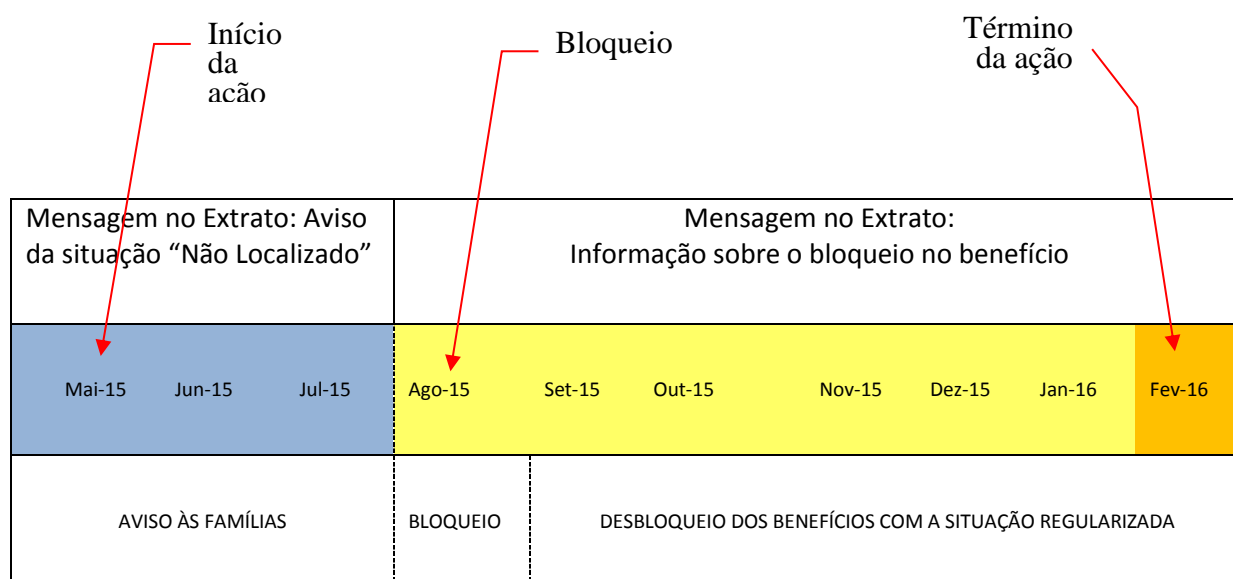 Início
da
ação
Bloqueio
Término
da ação
Mensagem no Extrato: Aviso
da situação “Não Localizado”
Mensagem no Extrato:
Informação sobre o bloqueio no benefício
Mai-15 Jun-15 Jul-15 Ago-15 Set-15 Out-15 Nov-15 Dez-15 Jan-16 Fev-16
AVISO ÀS FAMÍLIAS BLOQUEIO DESBLOQUEIO DOS BENEFÍCIOS COM A SITUAÇÃO REGULARIZADA